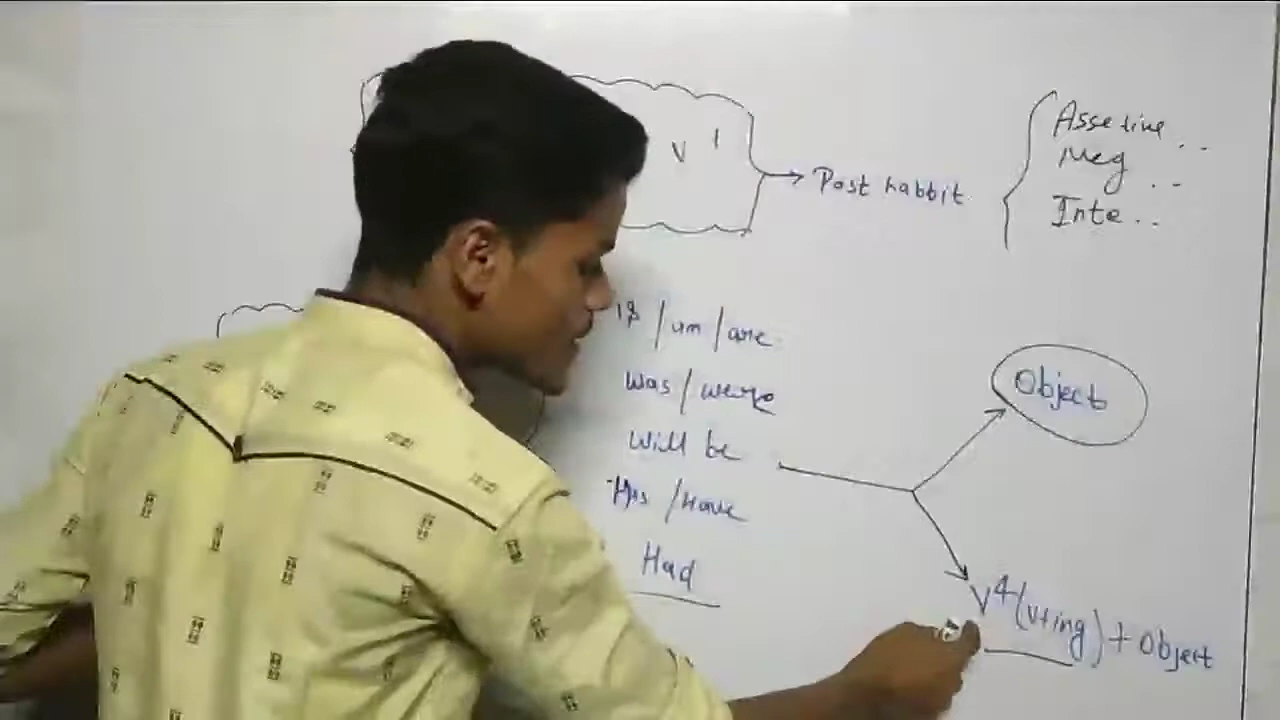 V¹
→ Past habbit
Assetive..
Neg ..
Inte..
Is/am/are
was/were
Will be
Has/Have
Had
Object
V⁴(V+ing) + Object